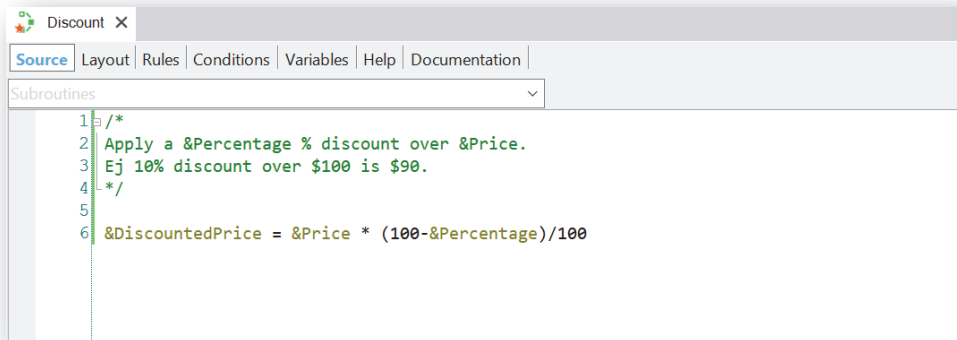 Discount
Source Layout Rules Conditions Variables Help Documentation
Subroutines
1 /*
2 Apply a &Percentage % discount over &Price.
3 Ej 10% discount over $100 is $90.
4 */
5
6 &DiscountedPrice = &Price * (100-&Percentage)/100